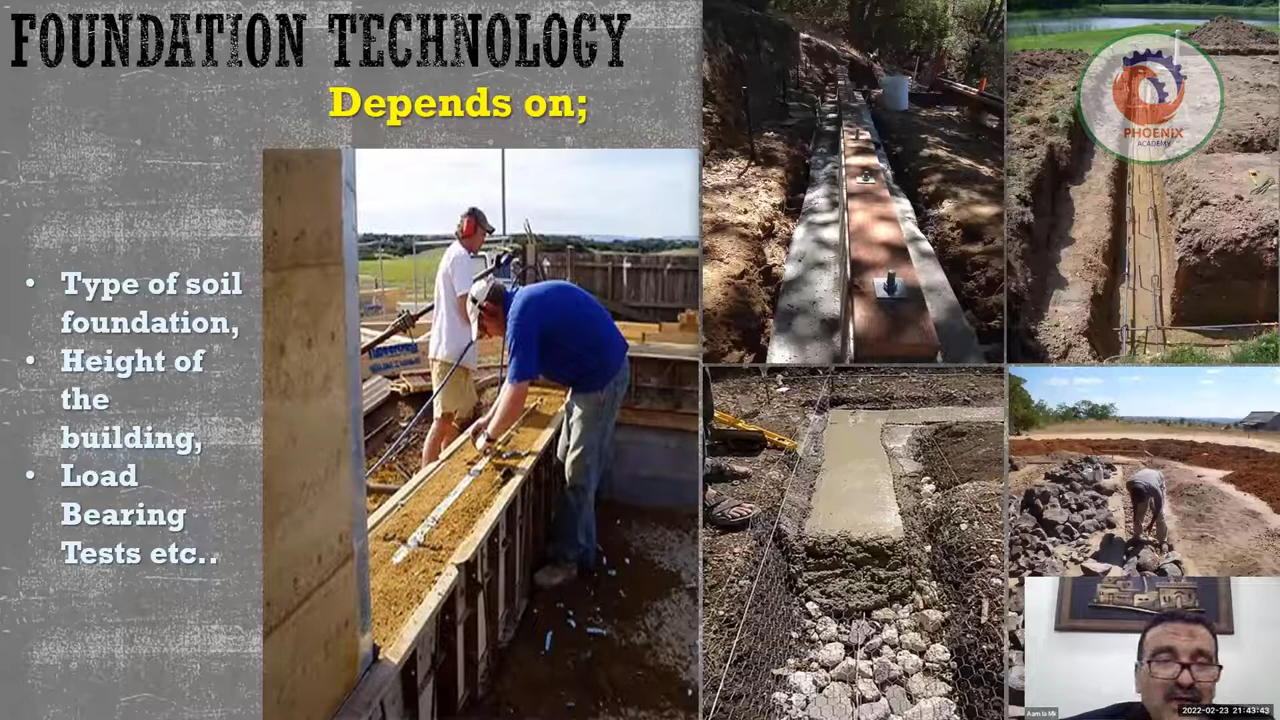 FOUNDATION TECHNOLOGY
Depends on;
• Type of soil
foundation,
• Height of
the
building,
• Load
Bearing
Tests etc..
PHOENIX
ACADEMY
2022-02-23 21:43:43